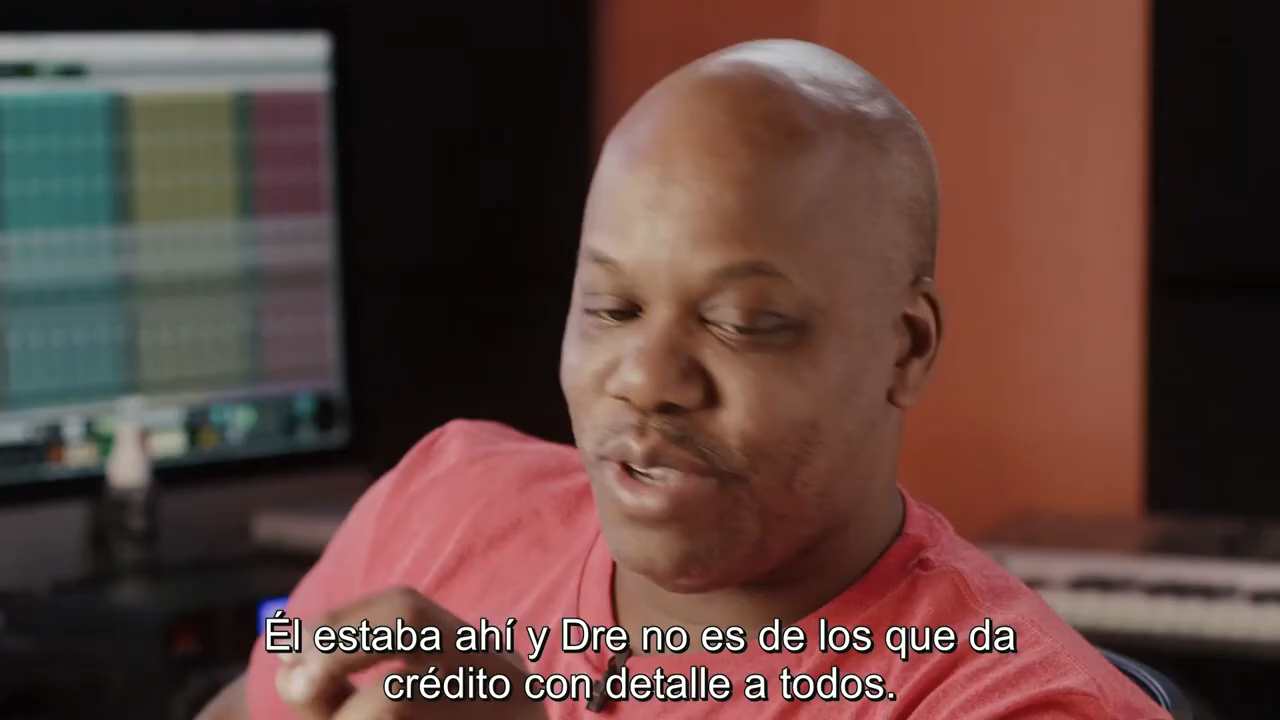 Él estaba ahí y Dre no es de los que da
crédito con detalle a todos.